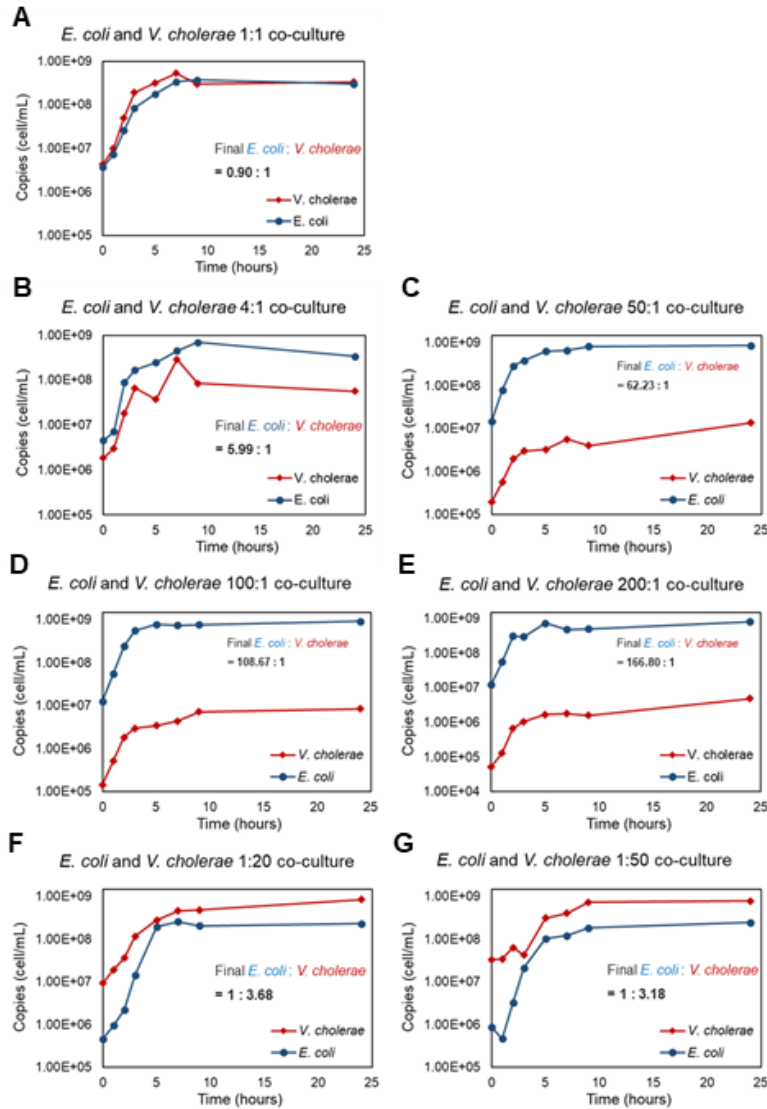 A
E. coli and V. cholerae 1:1 co-culture
1.00E+09
1.00E+08
1.00E+07
1.00E+06
1.00E+05
Copies (cell/mL)
Final E. coli : V. cholerae
= 0.90 : 1
V. cholerae
E. coli
0 5 10 15 20 25
Time (hours)
B
E. coli and V. cholerae 4:1 co-culture
1.00E+09
1.00E+08
1.00E+07
1.00E+06
1.00E+05
Copies (cell/mL)
Final E. coli : V. cholerae
= 5.99 : 1
V. cholerae
E. coli
0 5 10 15 20 25
Time (hours)
C
E. coli and V. cholerae 50:1 co-culture
1.00E+09
1.00E+08
1.00E+07
1.00E+06
1.00E+05
Copies (cell/mL)
Final E. coli : V. cholerae
= 62.23 : 1
V. cholerae
E. coli
0 5 10 15 20 25
Time (hours)
D
E. coli and V. cholerae 100:1 co-culture
1.00E+09
1.00E+08
1.00E+07
1.00E+06
1.00E+05
Copies (cell/mL)
Final E. coli : V. cholerae
= 108.67 : 1
V. cholerae
E. coli
0 5 10 15 20 25
Time (hours)
E
E. coli and V. cholerae 200:1 co-culture
1.00E+09
1.00E+08
1.00E+07
1.00E+06
1.00E+05
1.00E+04
Copies (cell/mL)
Final E. coli : V. cholerae
= 166.80 : 1
V. cholerae
E. coli
0 5 10 15 20 25
Time (hours)
F
E. coli and V. cholerae 1:20 co-culture
1.00E+09
1.00E+08
1.00E+07
1.00E+06
1.00E+05
Copies (cell/mL)
Final E. coli : V. cholerae
= 1 : 3.68
V. cholerae
E. coli
0 5 10 15 20 25
Time (hours)
G
E. coli and V. cholerae 1:50 co-culture
1.00E+09
1.00E+08
1.00E+07
1.00E+06
1.00E+05
Copies (cell/mL)
Final E. coli : V. cholerae
= 1 : 3.18
V. cholerae
E. coli
0 5 10 15 20 25
Time (hours)